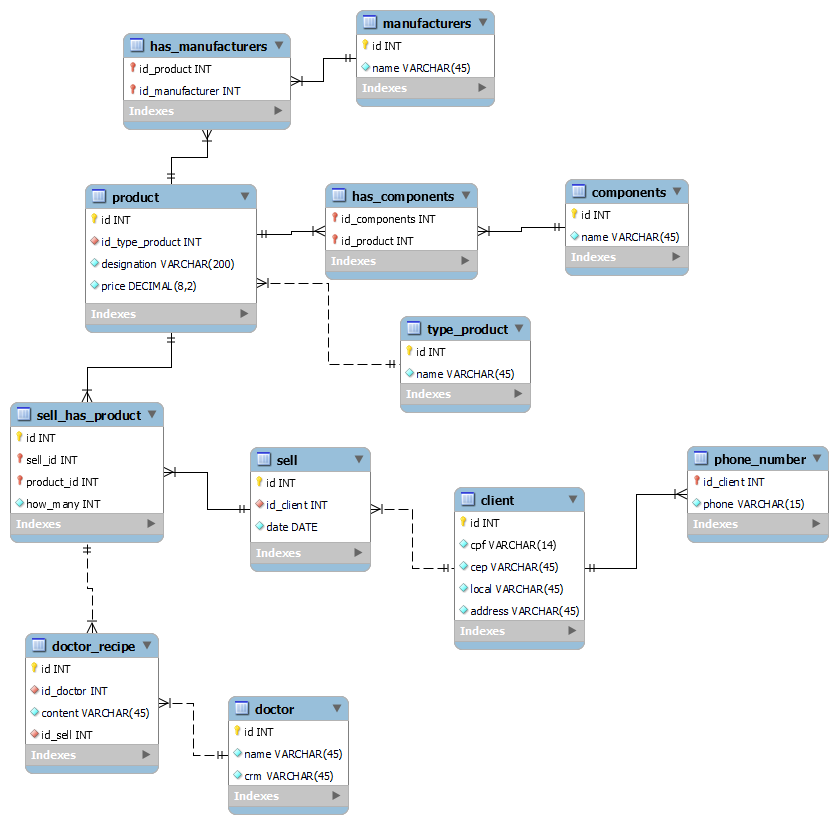 manufacturers
id INT
name VARCHAR(45)
Indexes
has_manufacturers
id_product INT
id_manufacturer INT
Indexes
product
id INT
id_type_product INT
designation VARCHAR(200)
price DECIMAL(8,2)
Indexes
has_components
id_components INT
id_product INT
Indexes
components
id INT
name VARCHAR(45)
Indexes
type_product
id INT
name VARCHAR(45)
Indexes
sell_has_product
id INT
sell_id INT
product_id INT
how_many INT
Indexes
sell
id INT
id_client INT
date DATE
Indexes
client
id INT
cpf VARCHAR(14)
cep VARCHAR(45)
local VARCHAR(45)
address VARCHAR(45)
Indexes
phone_number
id_client INT
phone VARCHAR(15)
Indexes
doctor_recipe
id INT
id_doctor INT
content VARCHAR(45)
id_sell INT
Indexes
doctor
id INT
name VARCHAR(45)
crm VARCHAR(45)
Indexes